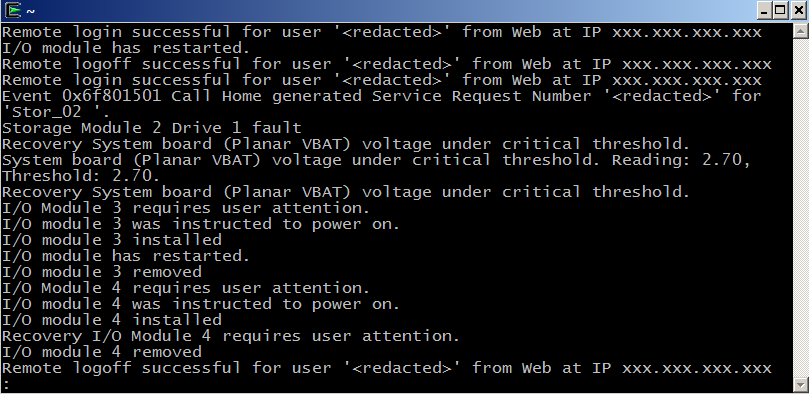 ~
Remote login successful for user '<redacted>' from Web at IP xxx.xxx.xxx.xxx
I/O module has restarted.
Remote logoff successful for user '<redacted>' from Web at IP xxx.xxx.xxx.xxx
Remote login successful for user '<redacted>' from Web at IP xxx.xxx.xxx.xxx
Event 0x6f801501 Call Home generated Service Request Number '<redacted>' for
'Stor_02 '.
Storage Module 2 Drive 1 fault
Recovery System board (Planar VBAT) voltage under critical threshold.
System board (Planar VBAT) voltage under critical threshold. Reading: 2.70,
Threshold: 2.70.
Recovery System board (Planar VBAT) voltage under critical threshold.
I/O Module 3 requires user attention.
I/O module 3 was instructed to power on.
I/O module 3 installed
I/O module has restarted.
I/O module 3 removed
I/O Module 4 requires user attention.
I/O module 4 was instructed to power on.
I/O module 4 installed
Recovery I/O Module 4 requires user attention.
I/O module 4 removed
Remote logoff successful for user '<redacted>' from Web at IP xxx.xxx.xxx.xxx
: